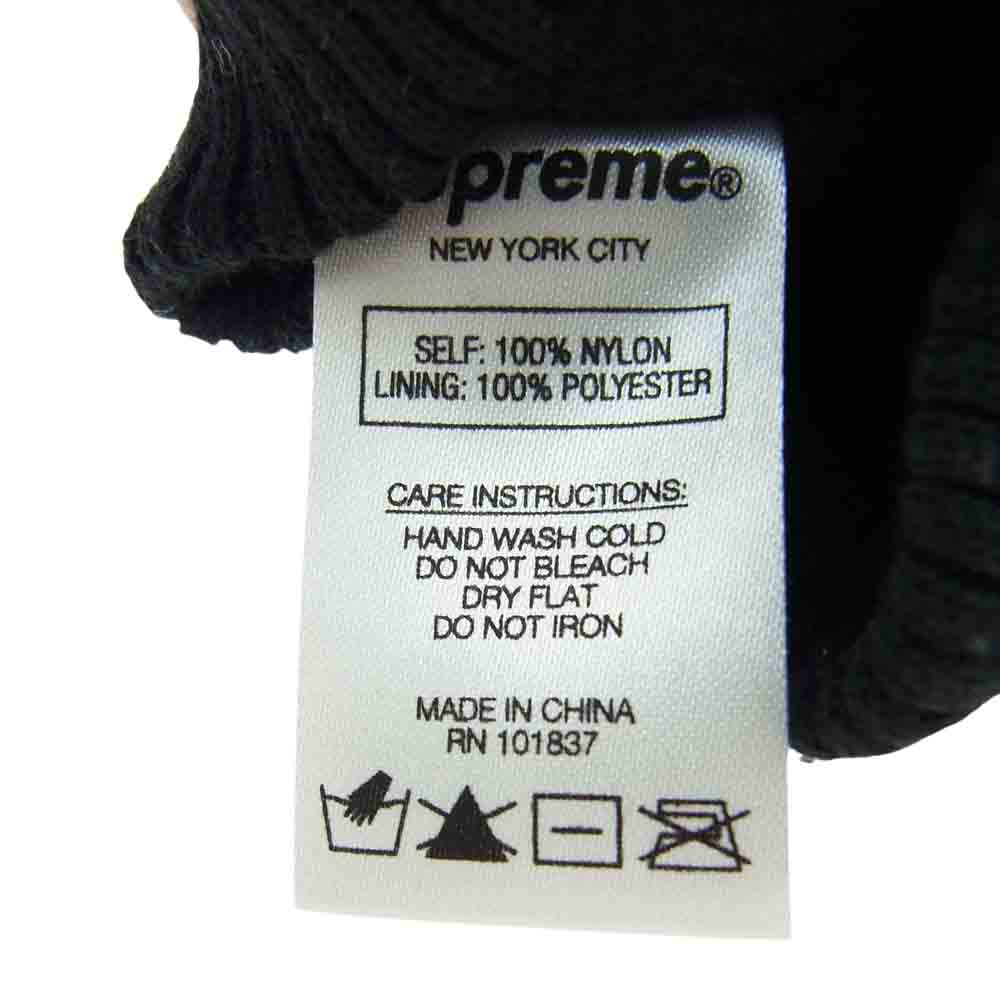 upreme®
NEW YORK CITY
SELF: 100% NYLON
LINING: 100% POLYESTER
CARE INSTRUCTIONS:
HAND WASH COLD
DO NOT BLEACH
DRY FLAT
DO NOT IRON
MADE IN CHINA
RN 101837